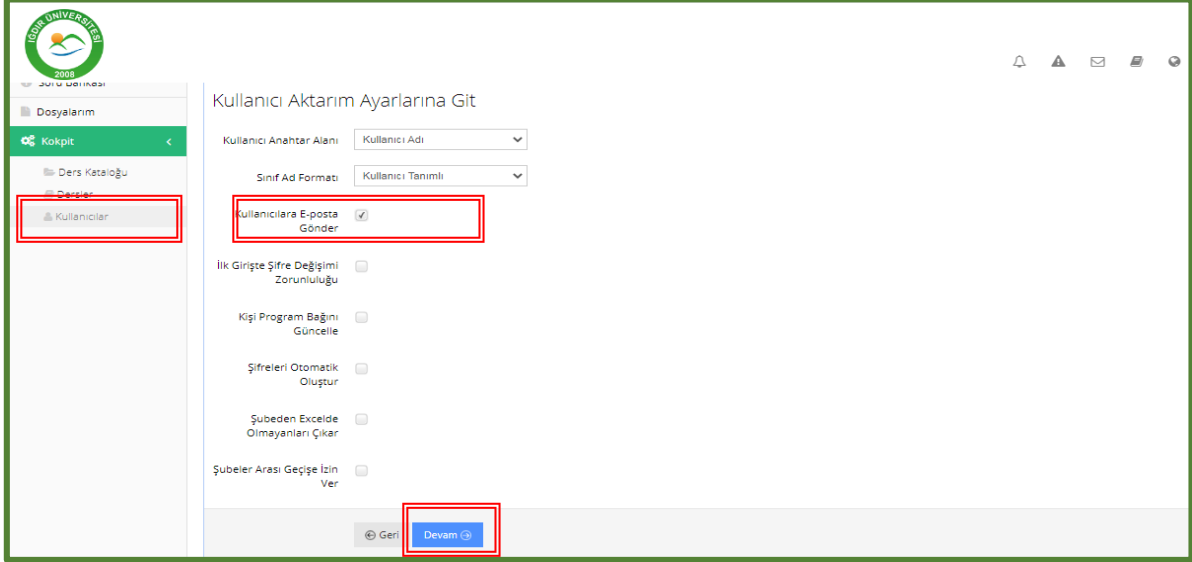 IĞDIR ÜNİVERSİTESİ
2008
Soru Bankası
Dosyalarım
Kokpit
Ders Kataloğu
Dersler
Kullanıcılar
Kullanıcı Aktarım Ayarlarına Git
Kullanıcı Anahtar Alanı Kullanıcı Adı
Sınıf Ad Formatı Kullanıcı Tanımlı
Kullanıcılara E-posta
Gönder
İlk Girişte Şifre Değişimi
Zorunluluğu
Kişi Program Bağını
Güncelle
Şifreleri Otomatik
Oluştur
Şubeden Excelde
Olmayanları Çıkar
Şubeler Arası Geçişe İzin
Ver
Geri Devam